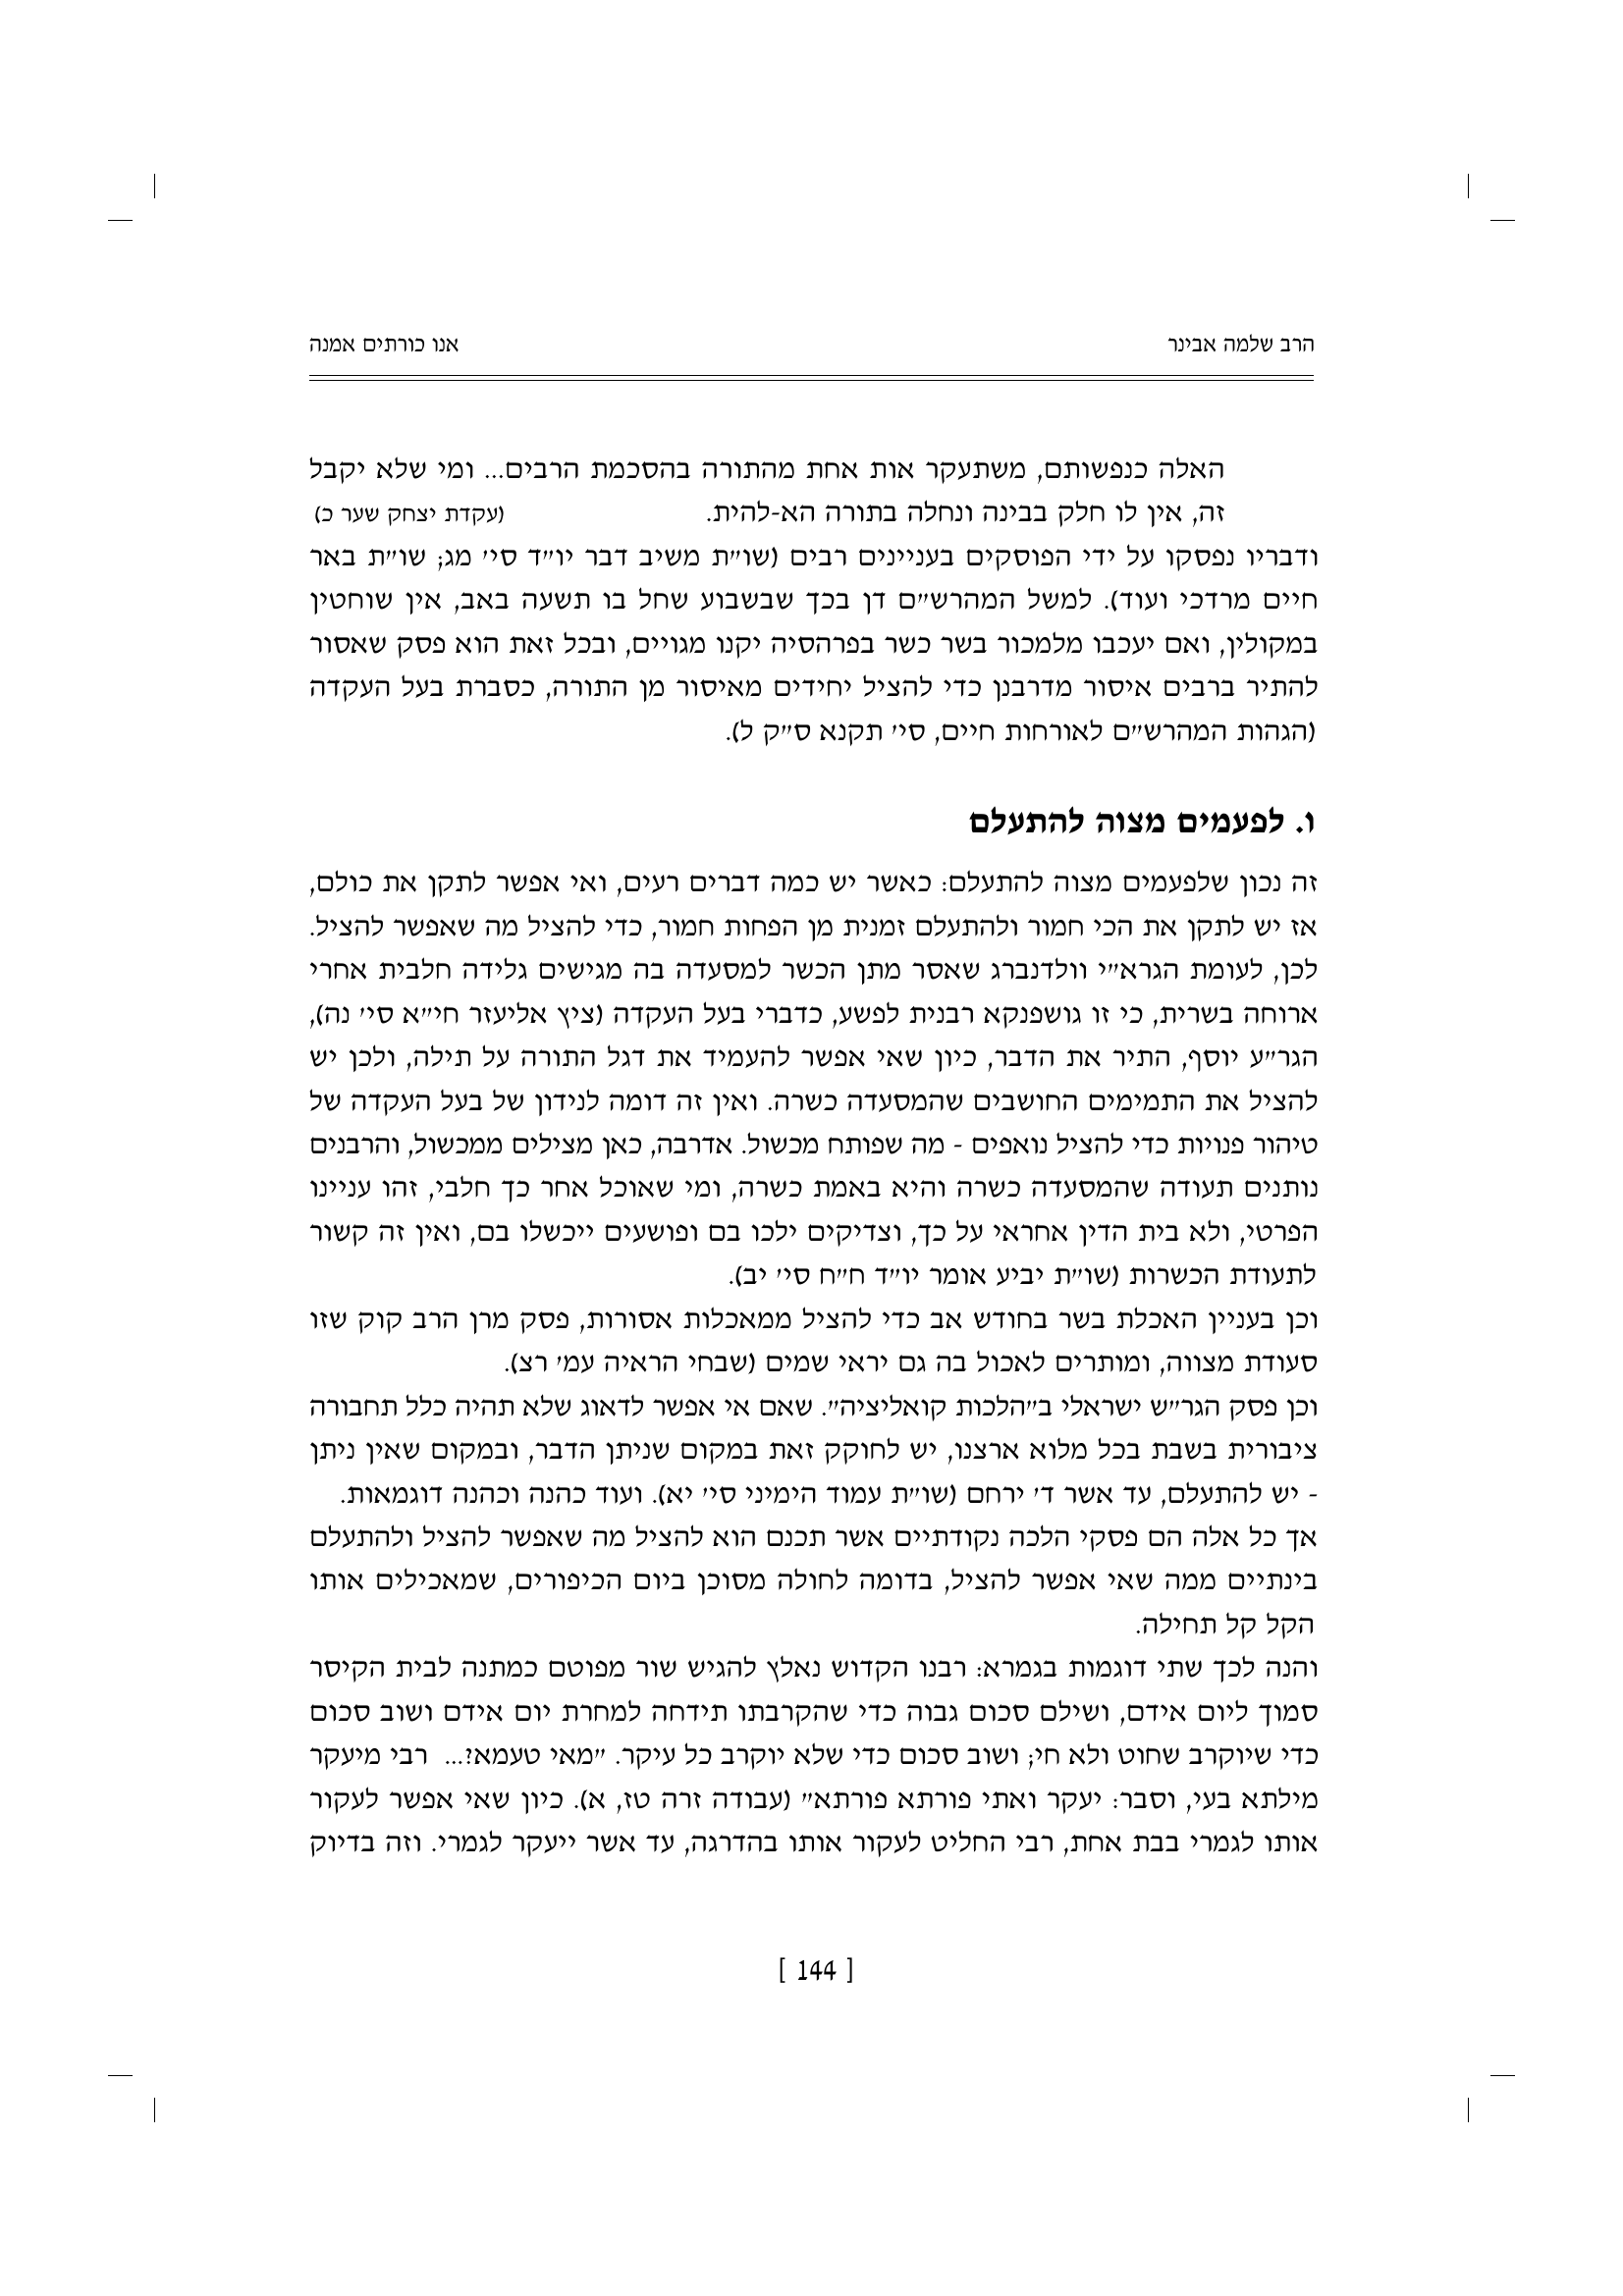 הרב שלמה אבינר
אנו כורתים אמנה
האלה כנפשותם, משתעקר אות אחת מהתורה בהסכמת הרבים... ומי שלא יקבל
זה, אין לו חלק בבינה ונחלה בתורה הא-להית. (עקדת יצחק שער כ)
ודבריו נפסקו על ידי הפוסקים בעניינים רבים (שו״ת משיב דבר יו״ד סי׳ מג; שו״ת באר
חיים מרדכי ועוד). למשל המהרש״ם דן בכך שבשבוע שחל בו תשעה באב, אין שוחטין
במקולין, ואם יעכבו מלמכור בשר כשר בפרהסיה יקנו מגויים, ובכל זאת הוא פסק שאסור
להתיר ברבים איסור מדרבנן כדי להציל יחידים מאיסור מן התורה, כסברת בעל העקדה
(הגהות המהרש״ם לאורחות חיים, סי׳ תקנא ס״ק ל).
ו. לפעמים מצוה להתעלם
זה נכון שלפעמים מצוה להתעלם: כאשר יש כמה דברים רעים, ואי אפשר לתקן את כולם,
אז יש לתקן את הכי חמור ולהתעלם זמנית מן הפחות חמור, כדי להציל מה שאפשר להציל.
לכן, לעומת הגרא״י וולדנברג שאסר מתן הכשר למסעדה בה מגישים גלידה חלבית אחרי
ארוחה בשרית, כי זו גושפנקא רבנית לפשע, כדברי בעל העקדה (ציץ אליעזר חי״א סי׳ נה),
הגר״ע יוסף, התיר את הדבר, כיון שאי אפשר להעמיד את דגל התורה על תילה, ולכן יש
להציל את התמימים החושבים שהמסעדה כשרה. ואין זה דומה לנידון של בעל העקדה של
טיהור פנויות כדי להציל נואפים - מה שפותח מכשול. אדרבה, כאן מצילים ממכשול, והרבנים
נותנים תעודה שהמסעדה כשרה והיא באמת כשרה, ומי שאוכל אחר כך חלבי, זהו עניינו
הפרטי, ולא בית הדין אחראי על כך, וצדיקים ילכו בם ופושעים ייכשלו בם, ואין זה קשור
לתעודת הכשרות (שו״ת יביע אומר יו״ד ח״ח סי׳ יב).
וכן בעניין האכלת בשר בחודש אב כדי להציל ממאכלות אסורות, פסק מרן הרב קוק שזו
סעודת מצווה, ומותרים לאכול בה גם יראי שמים (שבחי הראיה עמ׳ רצ).
וכן פסק הגר״ש ישראלי ב״הלכות קואליציה״. שאם אי אפשר לדאוג שלא תהיה כלל תחבורה
ציבורית בשבת בכל מלוא ארצנו, יש לחוקק זאת במקום שניתן הדבר, ובמקום שאין ניתן
- יש להתעלם, עד אשר ד׳ ירחם (שו״ת עמוד הימיני סי׳ יא). ועוד כהנה וכהנה דוגמאות.
אך כל אלה הם פסקי הלכה נקודתיים אשר תכנם הוא להציל מה שאפשר להציל ולהתעלם
בינתיים ממה שאי אפשר להציל, בדומה לחולה מסוכן ביום הכיפורים, שמאכילים אותו
הקל קל תחילה.
והנה לכך שתי דוגמות בגמרא: רבנו הקדוש נאלץ להגיש שור מפוטם כמתנה לבית הקיסר
סמוך ליום אידם, ושילם סכום גבוה כדי שהקרבתו תידחה למחרת יום אידם ושוב סכום
כדי שיוקרב שחוט ולא חי; ושוב סכום כדי שלא יוקרב כל עיקר. ״מאי טעמא?... רבי מיעקר
מילתא בעי, וסבר: יעקר ואתי פורתא פורתא״ (עבודה זרה טז, א). כיון שאי אפשר לעקור
אותו לגמרי בבת אחת, רבי החליט לעקור אותו בהדרגה, עד אשר ייעקר לגמרי. וזה בדיוק
[ 144 ]